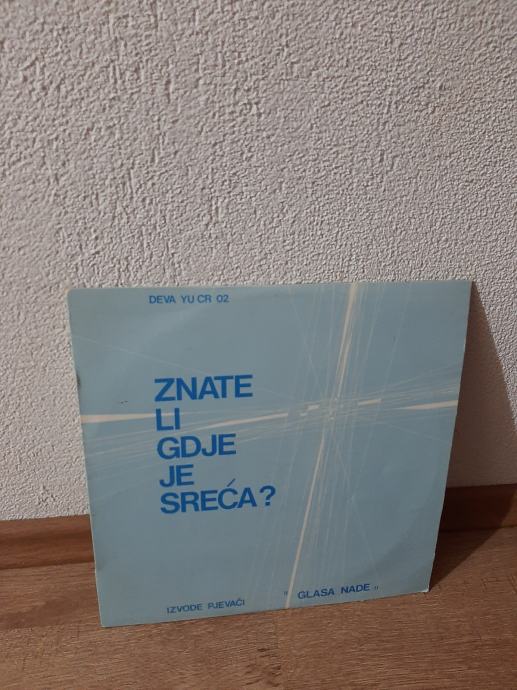 DEVA YU CR 02
ZNATE
LI
GDJE
JE
SREĆA?
IZVODE PJEVAČI „ GLASA NADE „